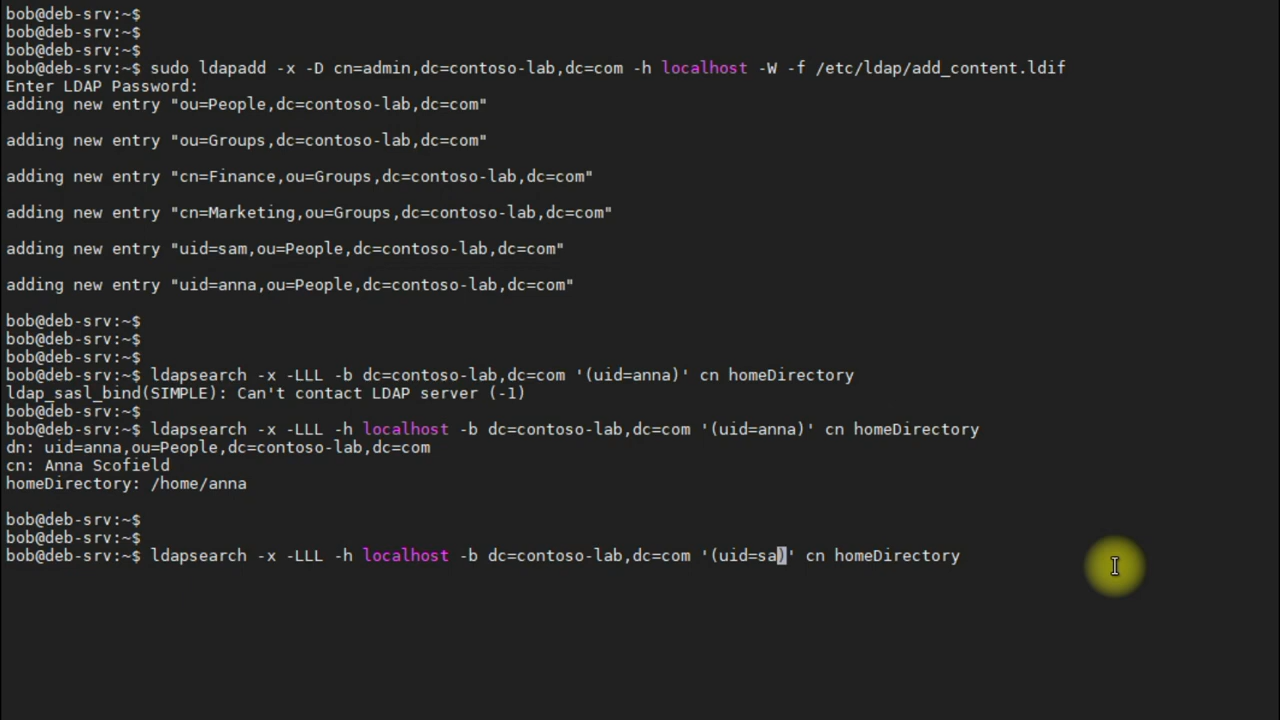 bob@deb-srv:~$
bob@deb-srv:~$
bob@deb-srv:~$
bob@deb-srv:~$ sudo ldapadd -x -D cn=admin,dc=contoso-lab,dc=com -h localhost -W -f /etc/ldap/add_content.ldif
Enter LDAP Password:
adding new entry "ou=People,dc=contoso-lab,dc=com"
adding new entry "ou=Groups,dc=contoso-lab,dc=com"
adding new entry "cn=Finance,ou=Groups,dc=contoso-lab,dc=com"
adding new entry "cn=Marketing,ou=Groups,dc=contoso-lab,dc=com"
adding new entry "uid=sam,ou=People,dc=contoso-lab,dc=com"
adding new entry "uid=anna,ou=People,dc=contoso-lab,dc=com"
bob@deb-srv:~$
bob@deb-srv:~$
bob@deb-srv:~$
bob@deb-srv:~$ ldapsearch -x -LLL -b dc=contoso-lab,dc=com '(uid=anna)' cn homeDirectory
ldap_sasl_bind(SIMPLE): Can't contact LDAP server (-1)
bob@deb-srv:~$
bob@deb-srv:~$ ldapsearch -x -LLL -h localhost -b dc=contoso-lab,dc=com '(uid=anna)' cn homeDirectory
dn: uid=anna,ou=People,dc=contoso-lab,dc=com
cn: Anna Scofield
homeDirectory: /home/anna
bob@deb-srv:~$
bob@deb-srv:~$
bob@deb-srv:~$ ldapsearch -x -LLL -h localhost -b dc=contoso-lab,dc=com '(uid=sa)' cn homeDirectory